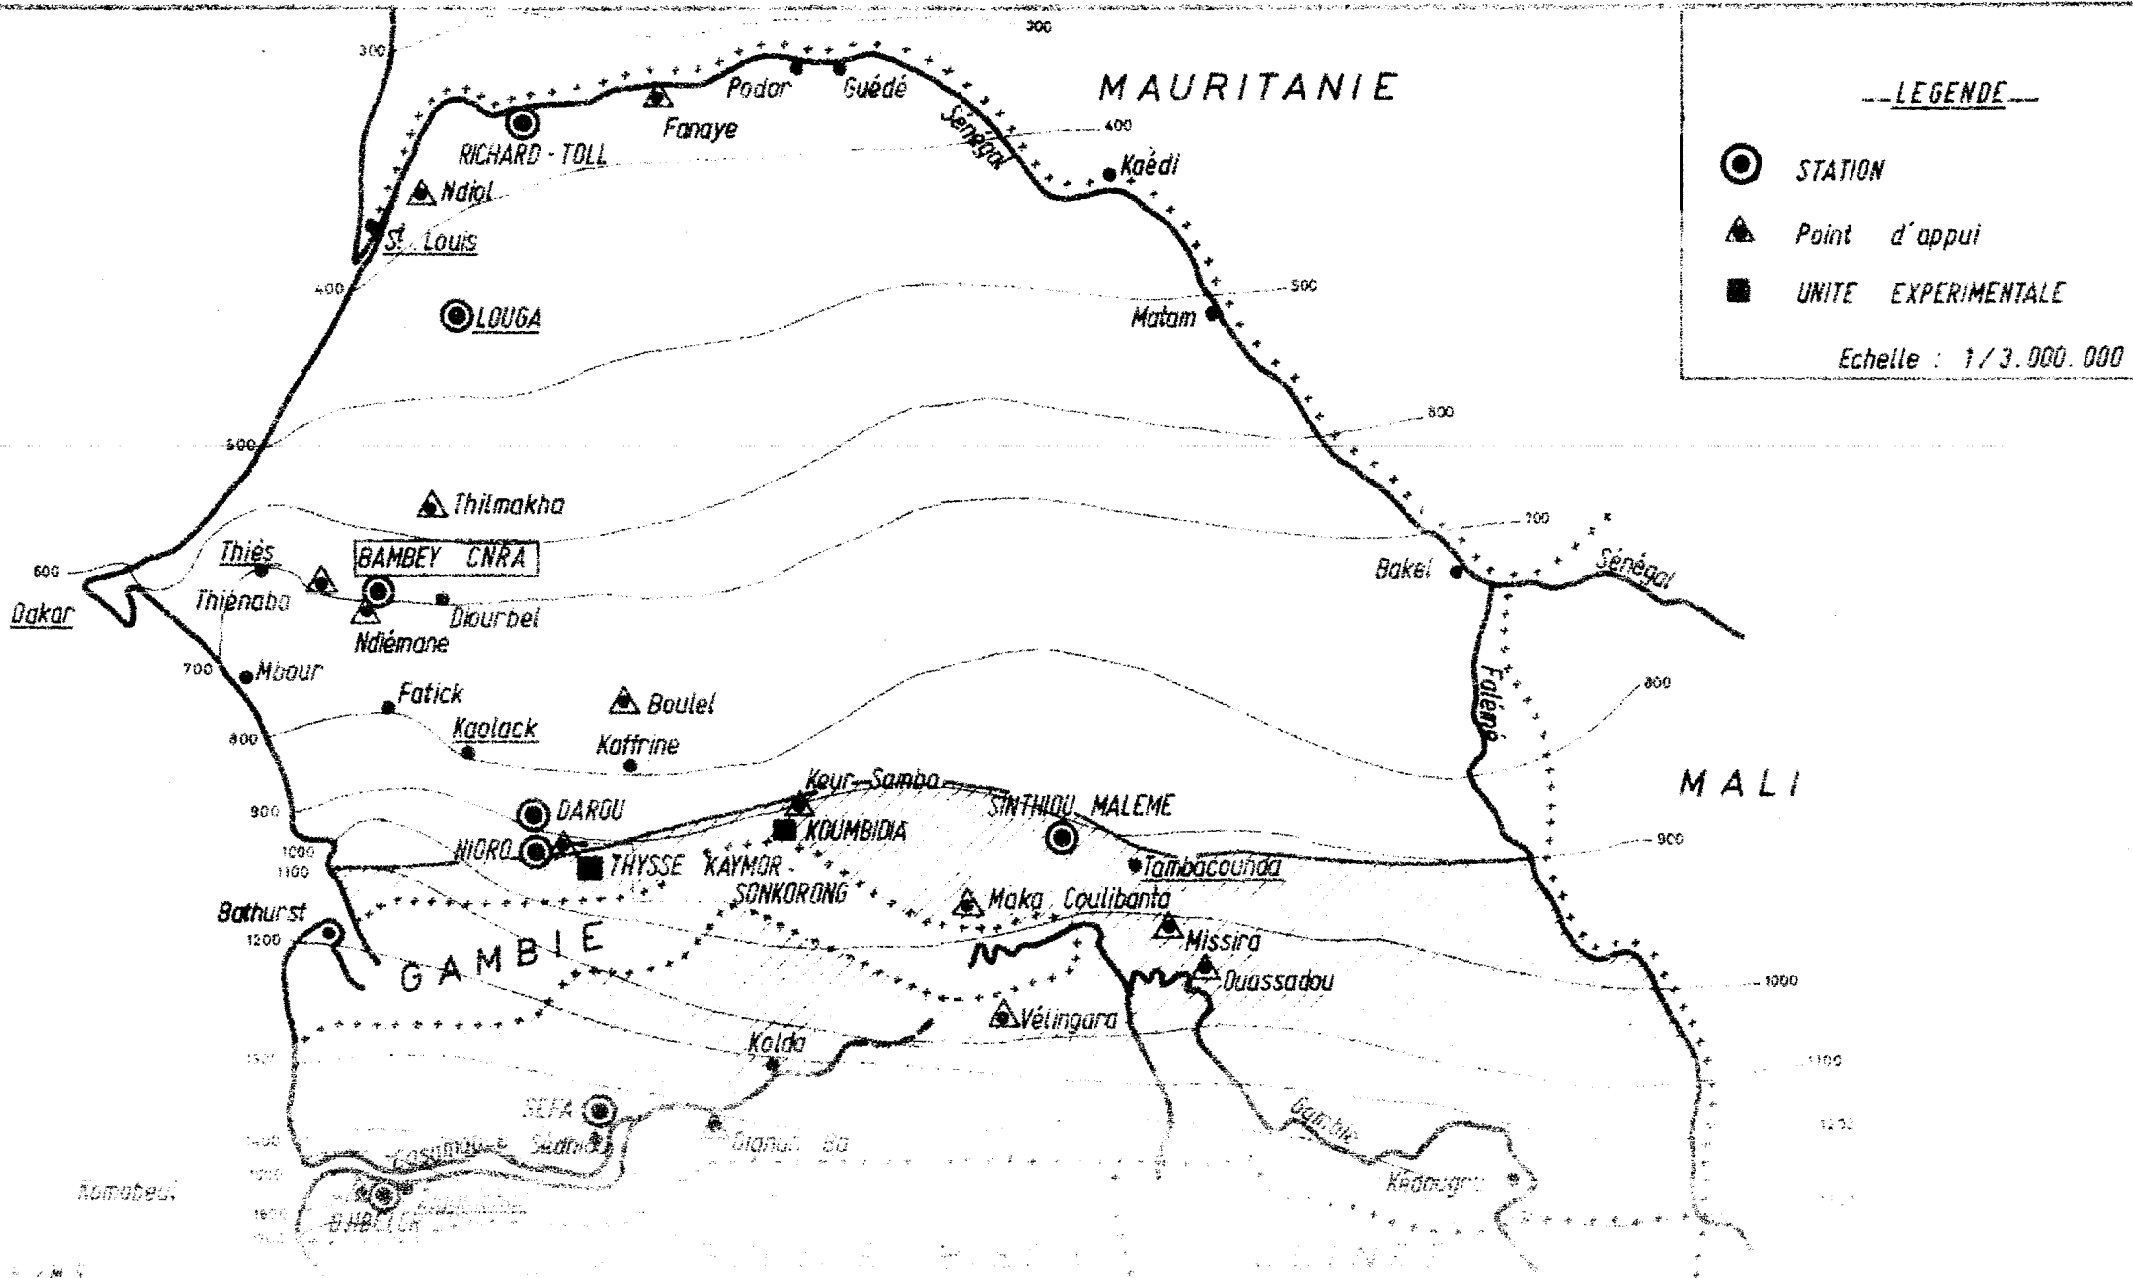 300
300
MAURITANIE
Podor
Guédé
Fanaye
RICHARD - TOLL
Sénégal
400
Kaédi
Ndiol
St. Louis
400
LOUGA
500
Matam
LEGENDE
STATION
Point d'appui
UNITE EXPERIMENTALE
Echelle : 1/3.000.000
500
600
Thilmakha
700
Thiès
BAMBEY CNRA
600
Dakar
Thiénaba
Diourbel
Ndiémane
Bakel
Sénégal
700
Mbour
Fatick
Boulel
Falémé
800
Kaolack
800
Kaffrine
MALI
Keur-Samba
SINTHIOU MALEME
900
DAROU
KOUMBIDIA
900
NIORO
1000
1100
THYSSE KAYMOR -
SONKORONG
Tambacounda
Maka Coulibanta
Bathurst
1200
GAMBIE
Missira
Ouassadou
1000
Vélingara
Kolda
1100
SEFA
Gambie